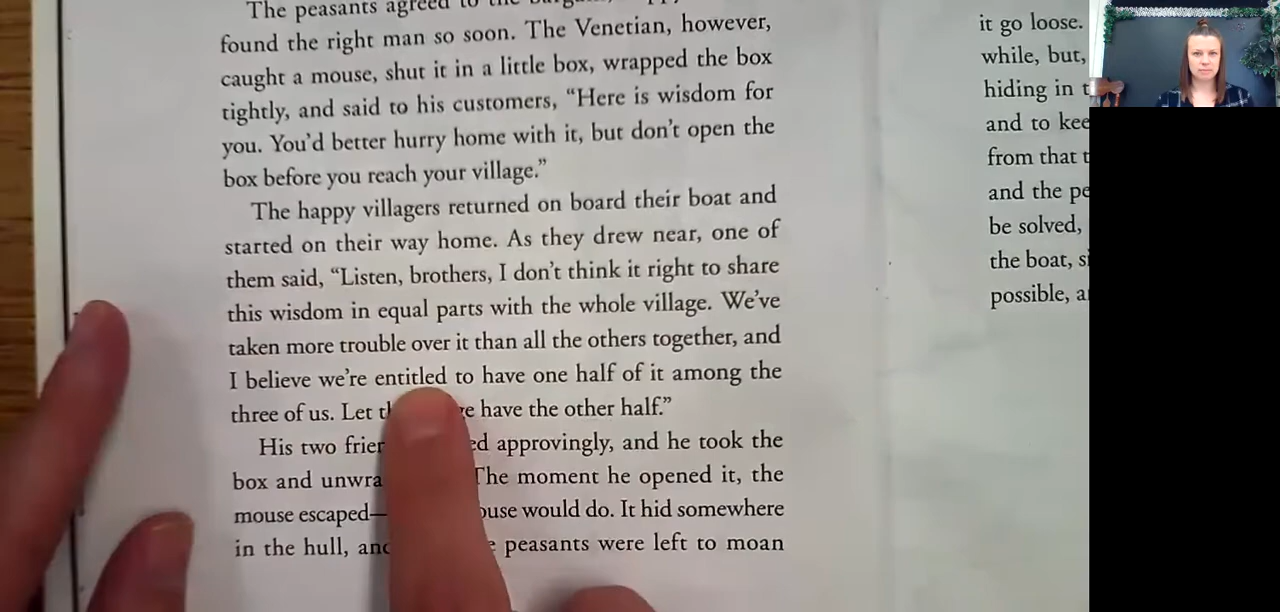 The peasants agreed to the
found the right man so soon. The Venetian, however,
caught a mouse, shut it in a little box, wrapped the box
tightly, and said to his customers, “Here is wisdom for
you. You’d better hurry home with it, but don’t open the
box before you reach your village.”
The happy villagers returned on board their boat and
started on their way home. As they drew near, one of
them said, “Listen, brothers, I don’t think it right to share
this wisdom in equal parts with the whole village. We’ve
taken more trouble over it than all the others together, and
I believe we’re entitled to have one half of it among the
three of us. Let have the other half.”
His two approvingly, and he took the
box and The moment he opened it, the
mouse escaped— would do. It hid somewhere
in the hull, peasants were left to moan
it go loose.
while, but,
hiding in
and to
from that
and the
be solved,
the boat,
possible,